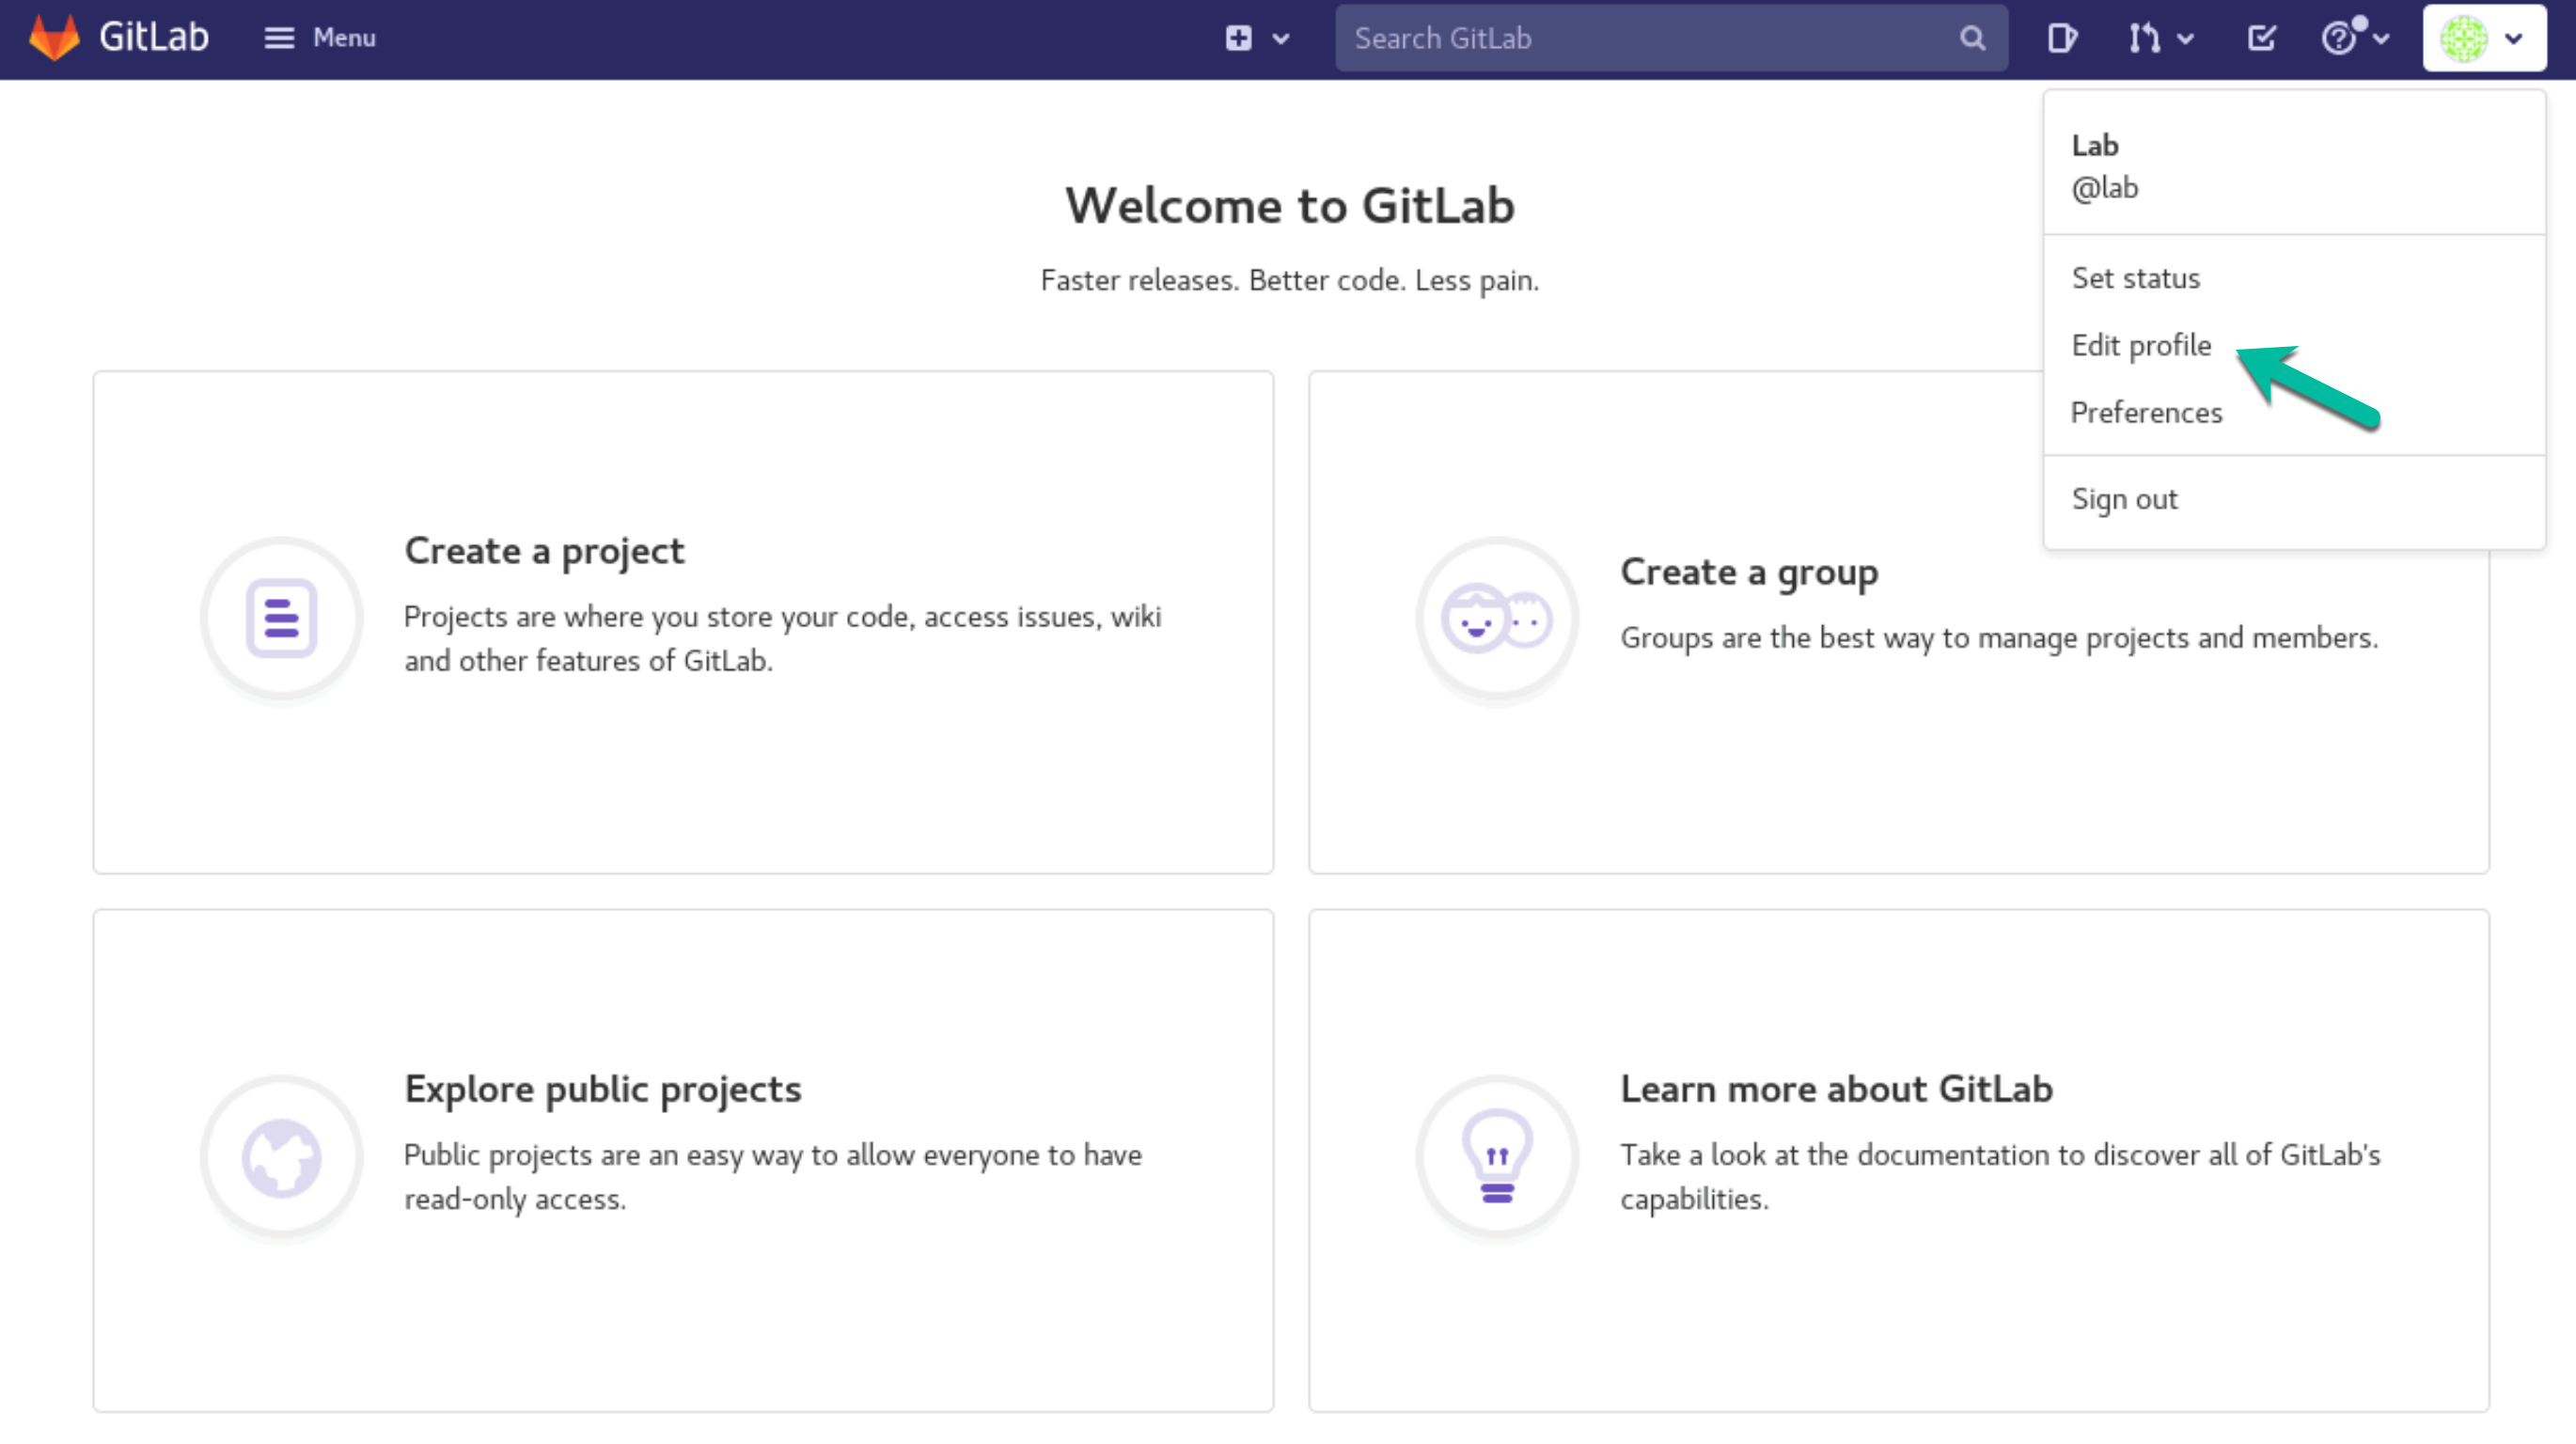 GitLab
Menu
Search GitLab
Lab
@lab
Set status
Edit profile
Preferences
Sign out
Welcome to GitLab
Faster releases. Better code. Less pain.
Create a project
Projects are where you store your code, access issues, wiki
and other features of GitLab.
Create a group
Groups are the best way to manage projects and members.
Explore public projects
Public projects are an easy way to allow everyone to have
read-only access.
Learn more about GitLab
Take a look at the documentation to discover all of GitLab's
capabilities.